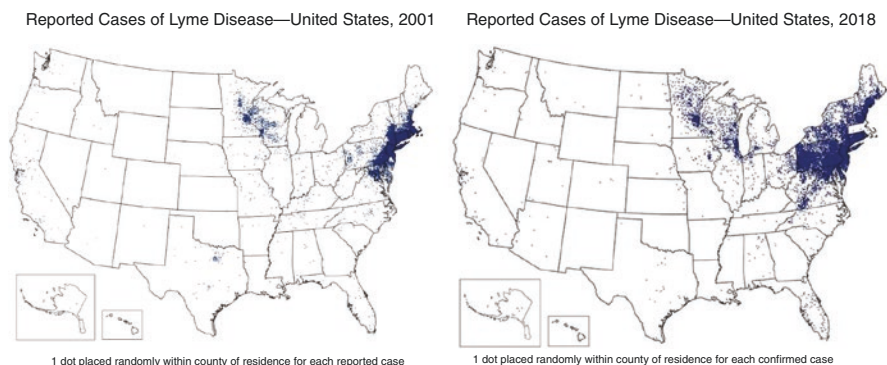 Reported Cases of Lyme Disease—United States, 2001
Reported Cases of Lyme Disease—United States, 2018
1 dot placed randomly within county of residence for each reported case
1 dot placed randomly within county of residence for each confirmed case